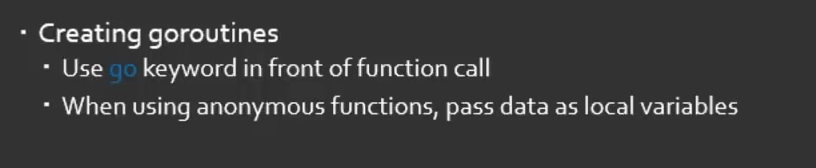 · Creating goroutines
· Use go keyword in front of function call
· When using anonymous functions, pass data as local variables